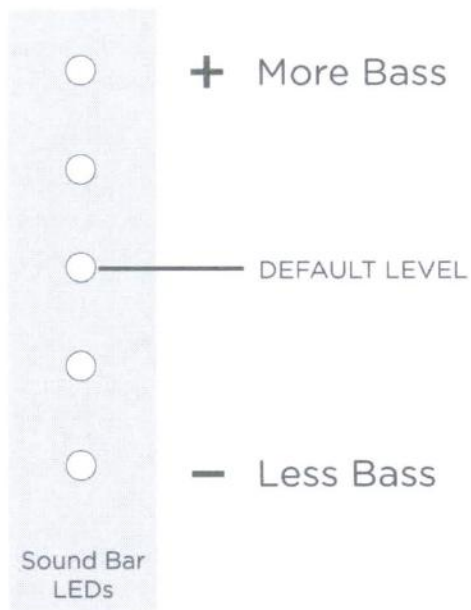 + More Bass
DEFAULT LEVEL
− Less Bass
Sound Bar
LEDs